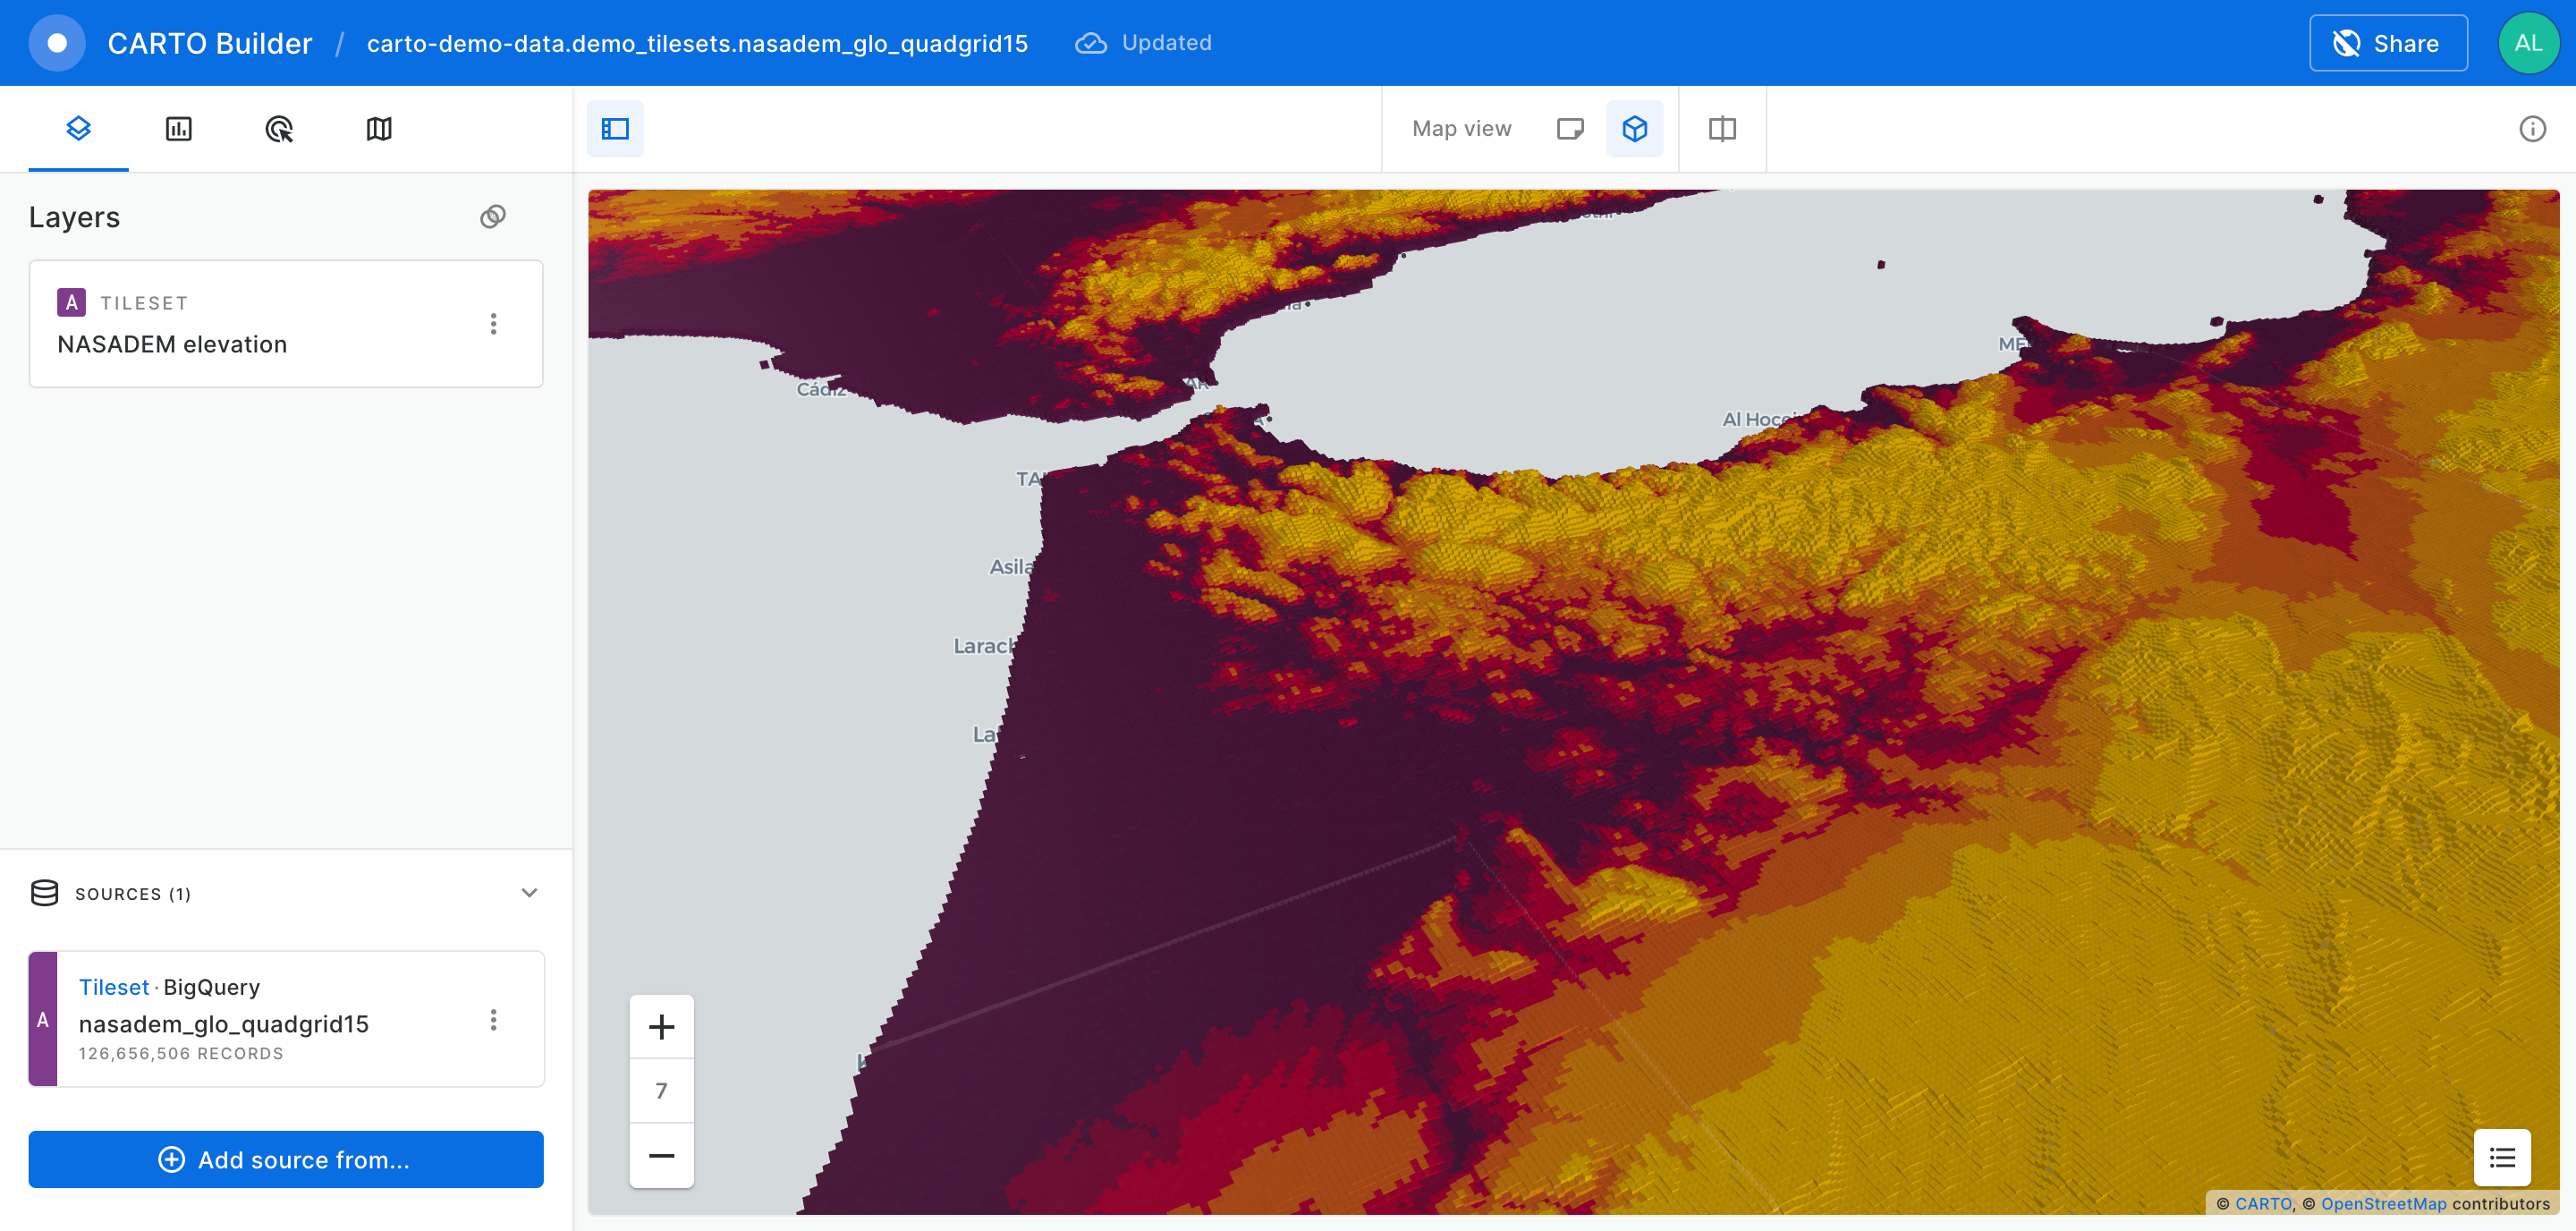 CARTO Builder / carto-demo-data.demo_tilesets.nasadem_glo_quadgrid15 Updated
Share
AL
Map view
Layers
A TILESET
NASADEM elevation
SOURCES (1)
A
Tileset · BigQuery
nasadem_glo_quadgrid15
126,656,506 RECORDS
Add source from...
Cádiz
Al Hocei
TA
Asila
Larac
La
ME
7
© CARTO, © OpenStreetMap contributors